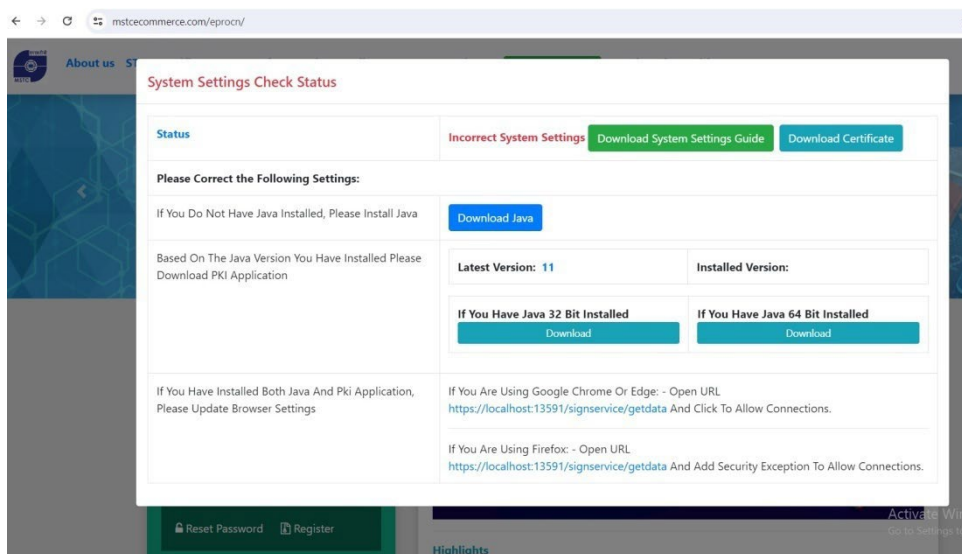 mstcecommerce.com/eprocn/
MSTC
About us
System Settings Check Status
Status
Incorrect System Settings
Download System Settings Guide
Download Certificate
Please Correct the Following Settings:
If You Do Not Have Java Installed, Please Install Java
Download Java
Based On The Java Version You Have Installed Please
Download PKI Application
Latest Version: 11
Installed Version:
If You Have Java 32 Bit Installed
Download
If You Have Java 64 Bit Installed
Download
If You Have Installed Both Java And Pki Application,
Please Update Browser Settings
If You Are Using Google Chrome Or Edge: - Open URL
https://localhost:13591/signservice/getdata And Click To Allow Connections.
If You Are Using Firefox: - Open URL
https://localhost:13591/signservice/getdata And Add Security Exception To Allow Connections.
Reset Password
Register
Highlights
Activate Wi
Go to Settings t